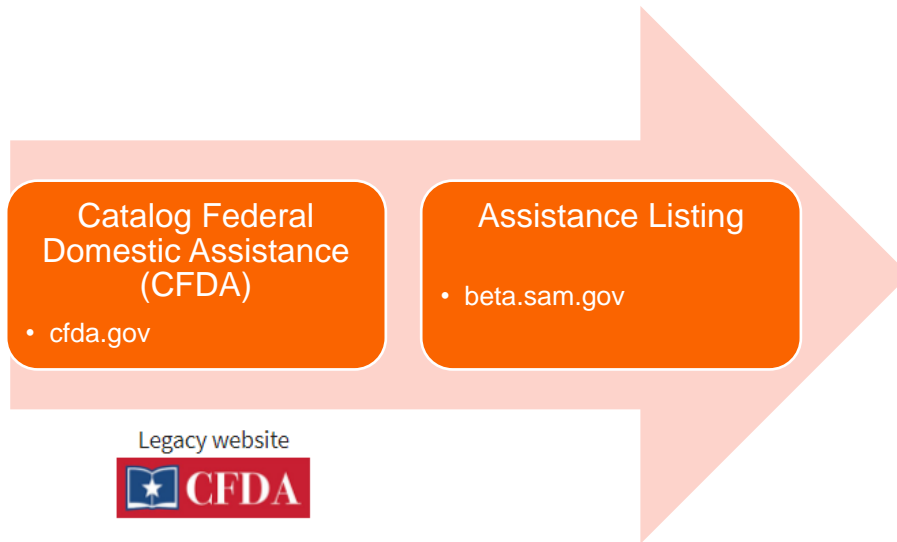 Catalog Federal
Domestic Assistance
(CFDA)
• cfda.gov
Assistance Listing
• beta.sam.gov
Legacy website
CFDA